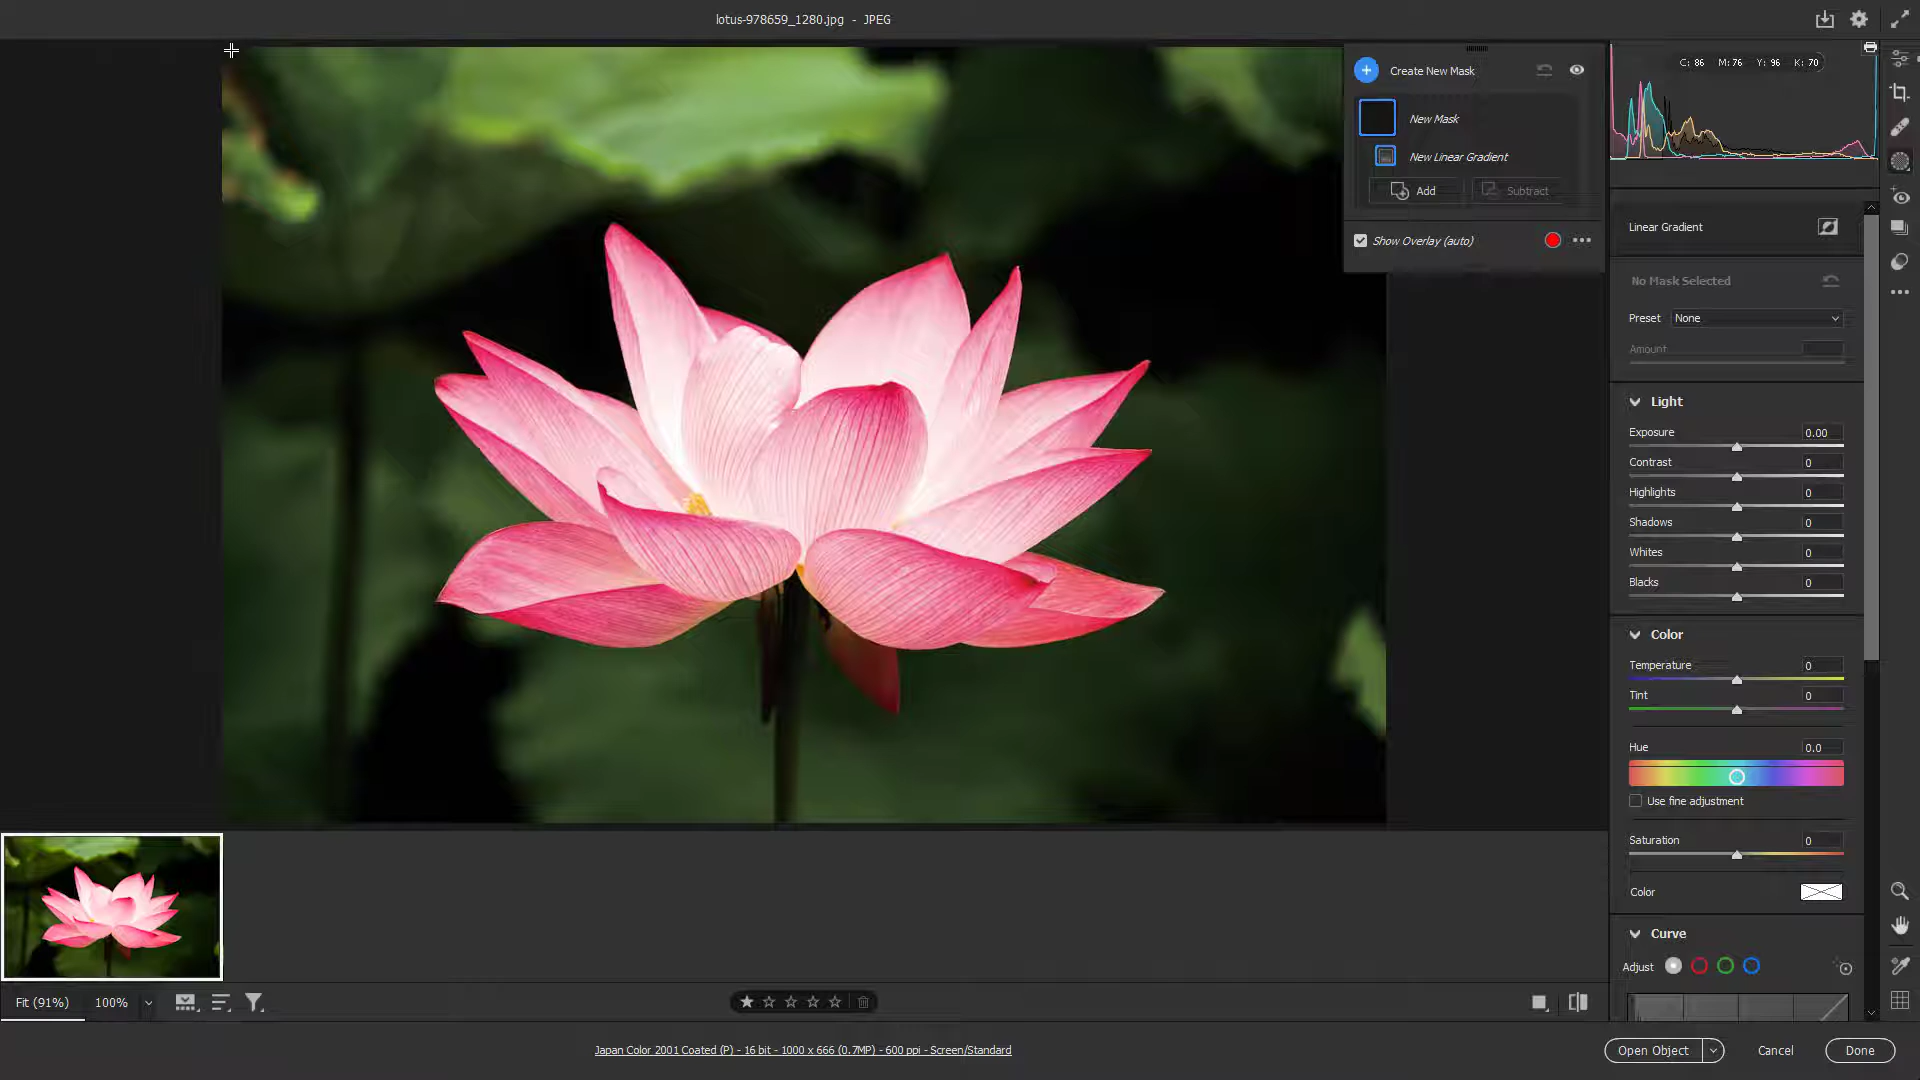 lotus-978659_1280.jpg - JPEG
Create New Mask
C: 86 M: 76 Y: 96 K: 70
New Mask
New Linear Gradient
Add Subtract
Show Overlay (auto)
Linear Gradient
No Mask Selected
Preset None
Amount
Light
Exposure 0.00
Contrast 0
Highlights 0
Shadows 0
Whites 0
Blacks 0
Color
Temperature 0
Tint 0
Hue 0.0
Use fine adjustment
Saturation 0
Color
Curve
Adjust
Fit (91%) 100%
Japan Color 2001 Coated (P) - 16 bit - 1000 x 666 (0.7MP) - 600 ppi - Screen/Standard
Open Object Cancel Done